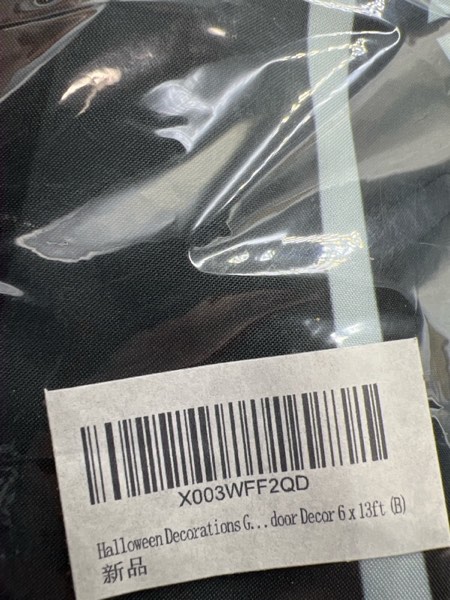 X003WFF2QD
Halloween Decorations G...door Decor 6 x 13ft (B)
新品